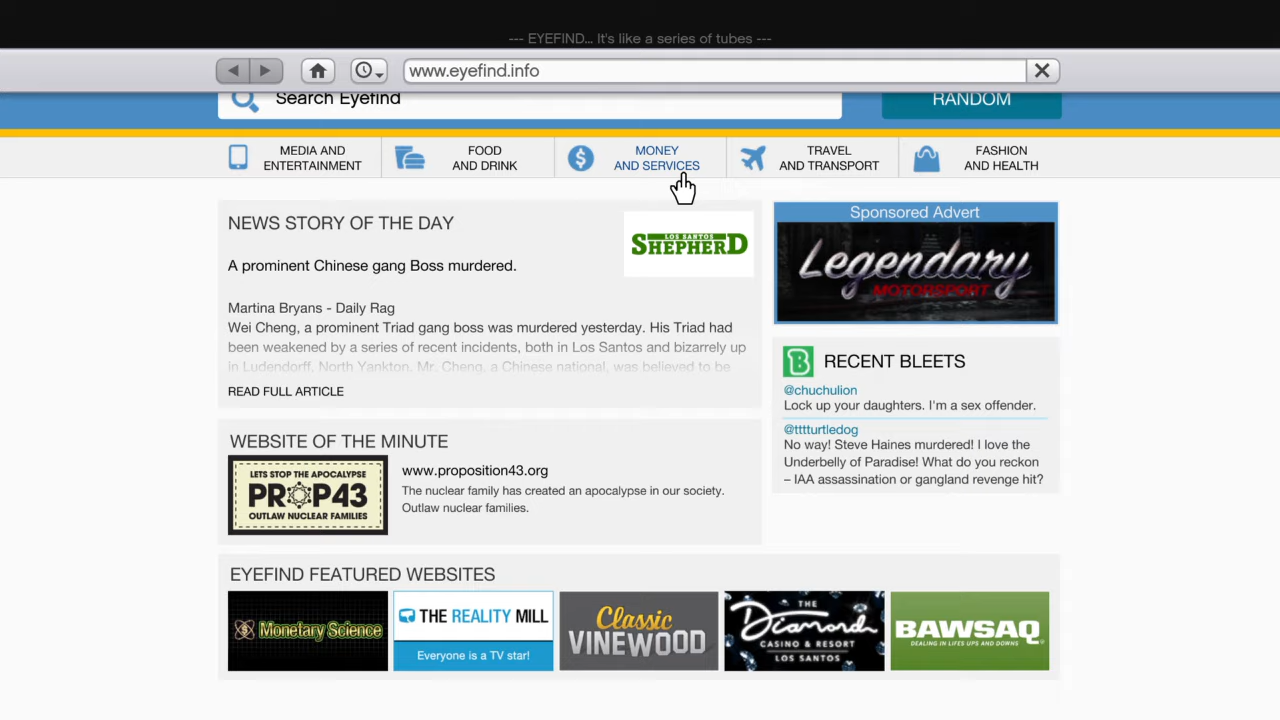 --- EYEFIND... It's like a series of tubes ---
www.eyefind.info
Search Eyefind
RANDOM
MEDIA AND
ENTERTAINMENT
FOOD
AND DRINK
MONEY
AND SERVICES
TRAVEL
AND TRANSPORT
FASHION
AND HEALTH
NEWS STORY OF THE DAY
LOS SANTOS
SHEPHERD
A prominent Chinese gang Boss murdered.
Martina Bryans - Daily Rag
Wei Cheng, a prominent Triad gang boss was murdered yesterday. His Triad had
been weakened by a series of recent incidents, both in Los Santos and bizarrely up
in Ludendorff, North Yankton. Mr. Cheng, a Chinese national, was believed to be
READ FULL ARTICLE
Sponsored Advert
Legendary
MOTORSPORT
B RECENT BLEETS
@chuchulion
Lock up your daughters. I'm a sex offender.
@tttturtledog
No way! Steve Haines murdered! I love the
Underbelly of Paradise! What do you reckon
– IAA assassination or gangland revenge hit?
WEBSITE OF THE MINUTE
LETS STOP THE APOCALYPSE
PROP43
OUTLAW NUCLEAR FAMILIES
www.proposition43.org
The nuclear family has created an apocalypse in our society.
Outlaw nuclear families.
EYEFIND FEATURED WEBSITES
Monetary Science
THE REALITY MILL
Everyone is a TV star!
Classic
VINEWOOD
THE
Diamond
CASINO & RESORT
LOS SANTOS
BAWSAQ
DEALING IN LIFES UPS AND DOWNS